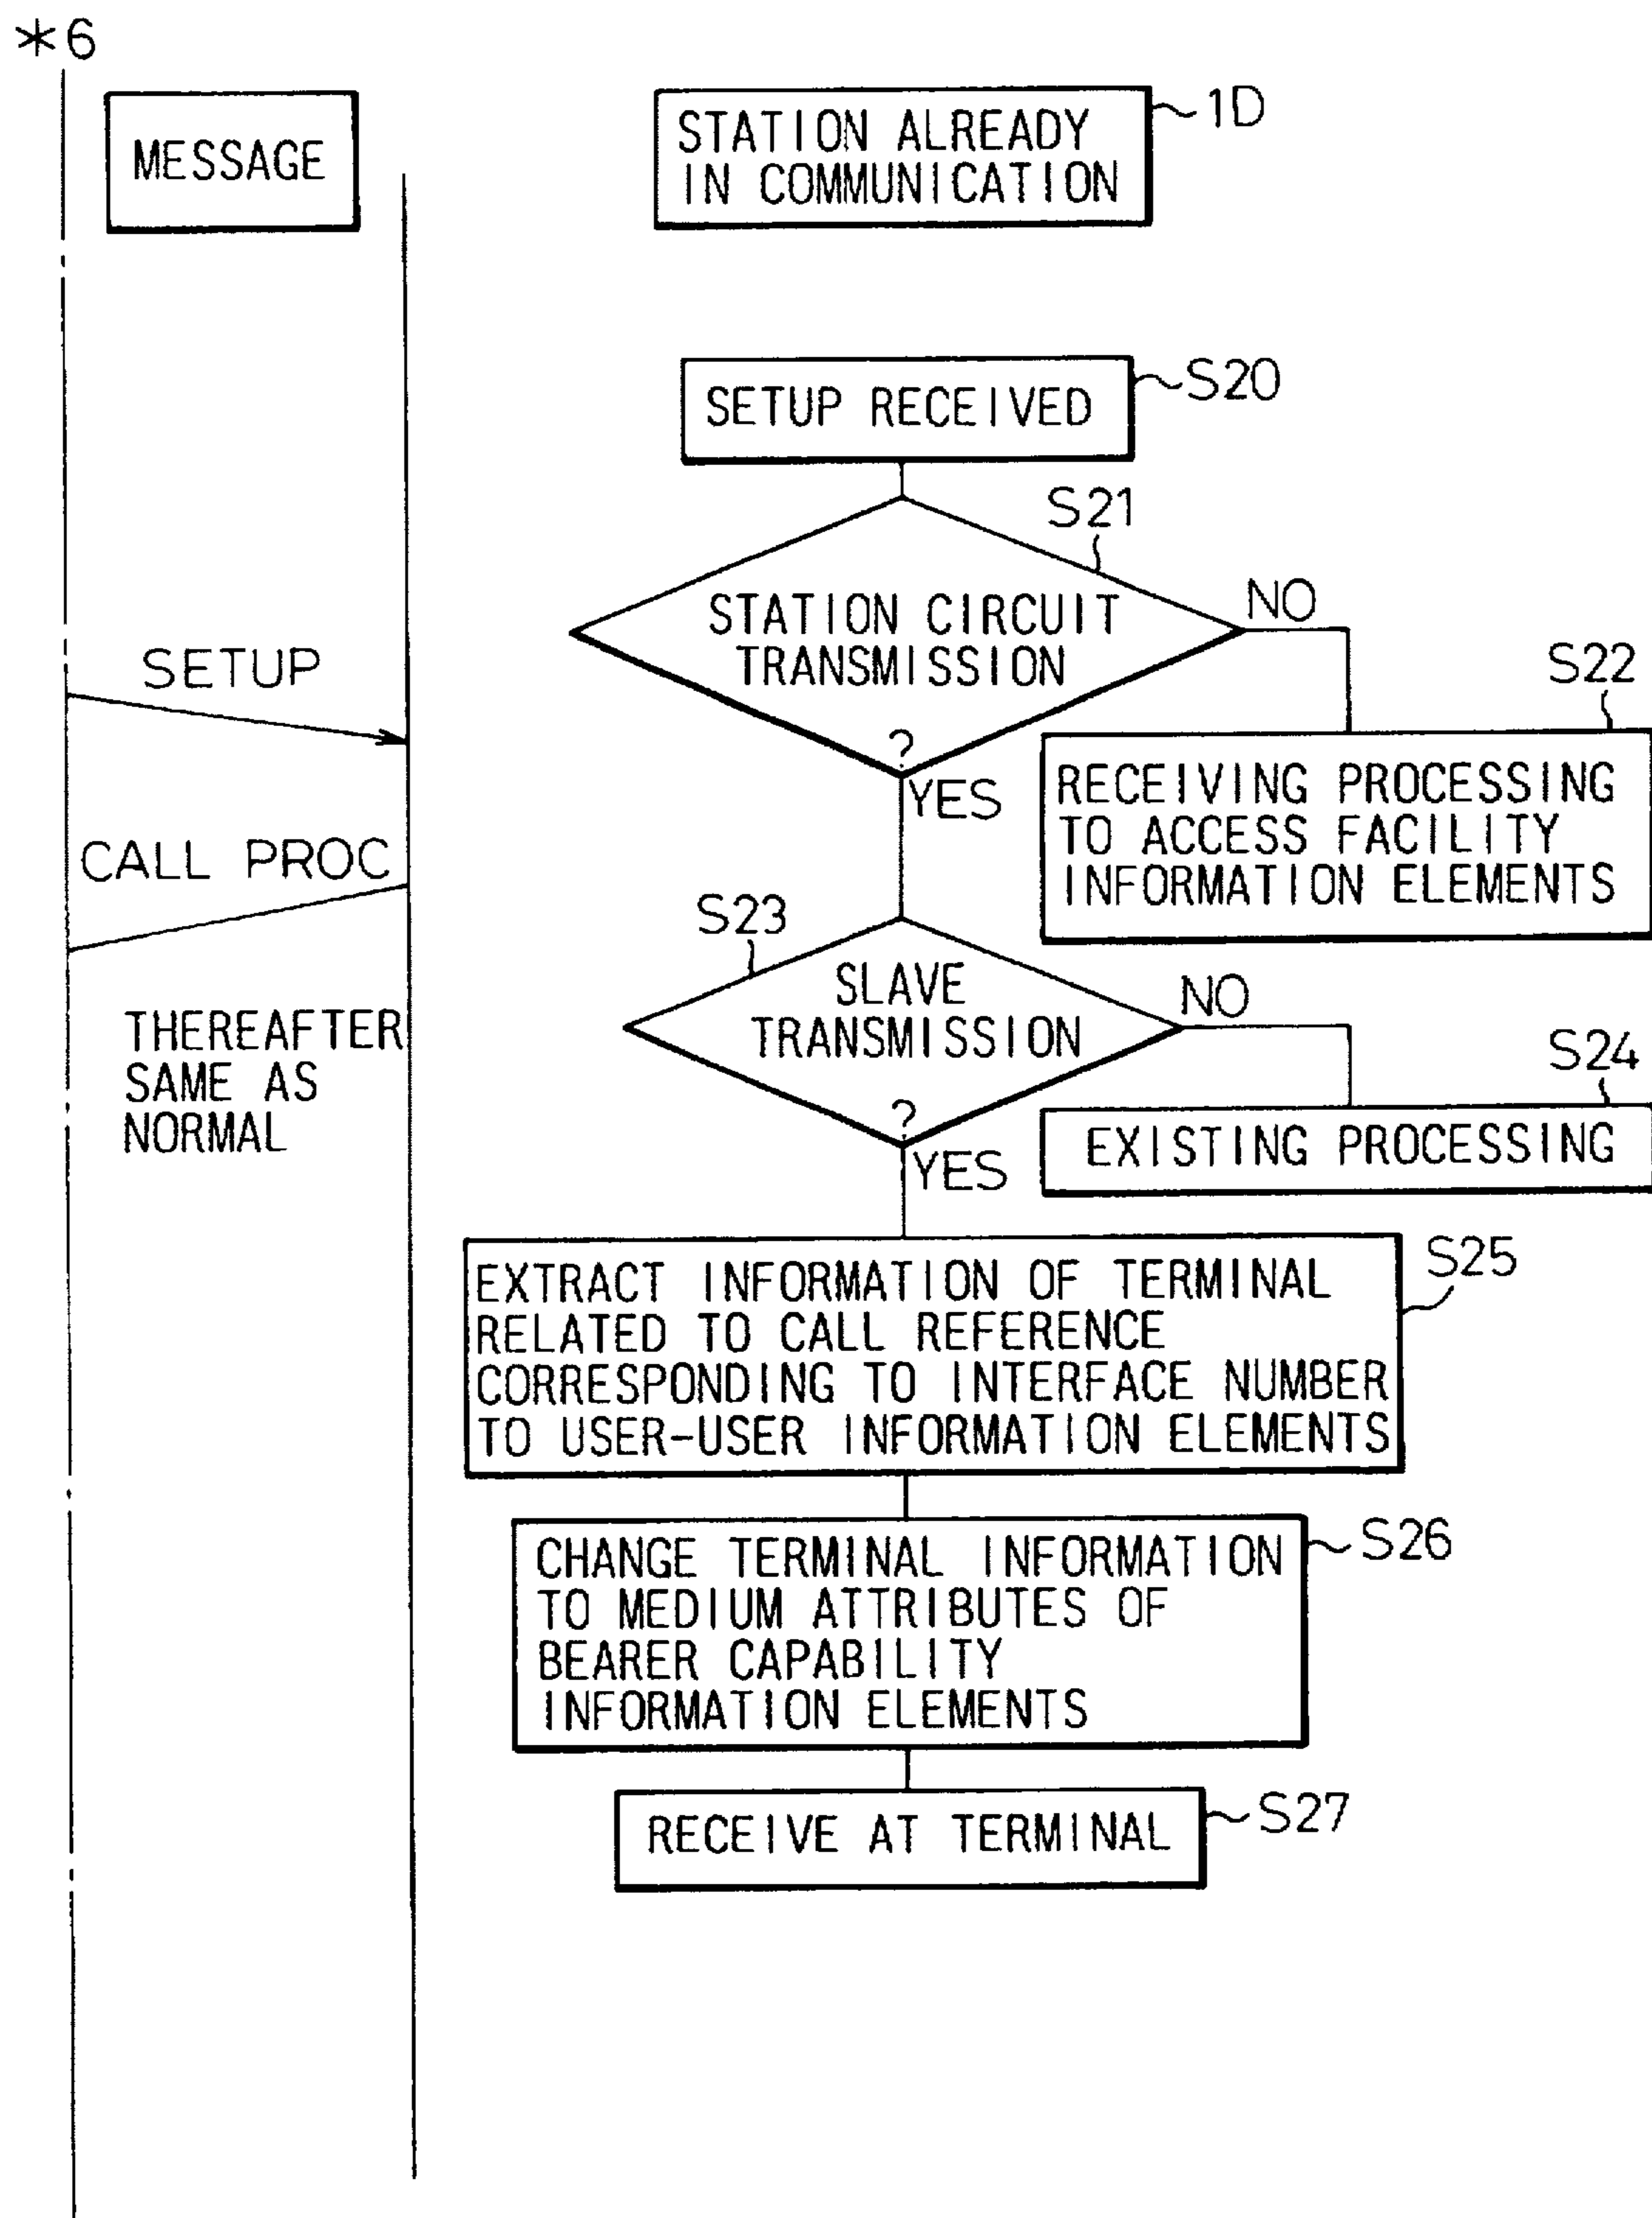 *6
MESSAGE
STATION ALREADY
IN COMMUNICATION
1D
SETUP RECEIVED
S20
S21
STATION CIRCUIT
TRANSMISSION
?
NO
YES
S22
RECEIVING PROCESSING
TO ACCESS FACILITY
INFORMATION ELEMENTS
SETUP
CALL PROC
THEREAFTER
SAME AS
NORMAL
S23
SLAVE
TRANSMISSION
?
NO
YES
S24
EXISTING PROCESSING
EXTRACT INFORMATION OF TERMINAL
RELATED TO CALL REFERENCE
CORRESPONDING TO INTERFACE NUMBER
TO USER-USER INFORMATION ELEMENTS
S25
CHANGE TERMINAL INFORMATION
TO MEDIUM ATTRIBUTES OF
BEARER CAPABILITY
INFORMATION ELEMENTS
S26
RECEIVE AT TERMINAL
S27